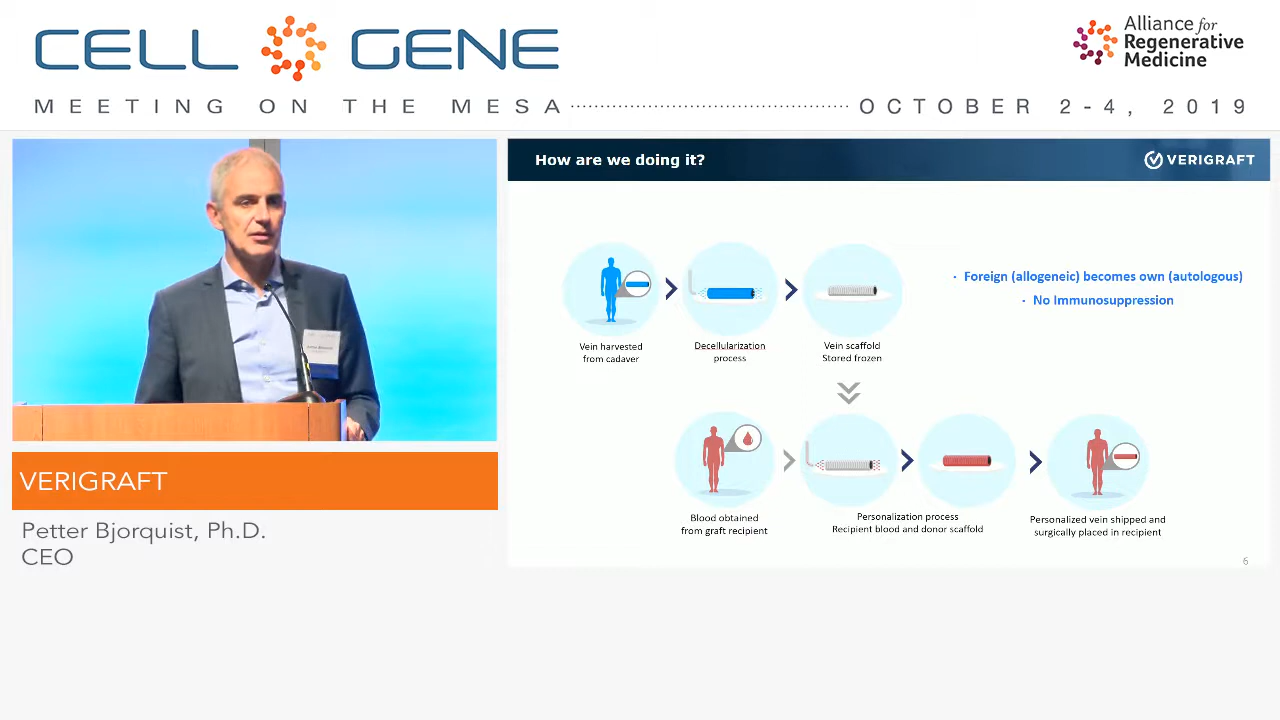 CELL GENE
Alliance for
Regenerative
Medicine
MEETING ON THE MESA
OCTOBER 2-4, 2019
How are we doing it?
VERIGRAFT
Vein harvested
from cadaver
Decellularization
process
Vein scaffold
Stored frozen
· Foreign (allogeneic) becomes own (autologous)
· No Immunosuppression
Blood obtained
from graft recipient
Personalization process
Recipient blood and donor scaffold
Personalized vein shipped and
surgically placed in recipient
6
VERIGRAFT
Petter Bjorquist, Ph.D.
CEO